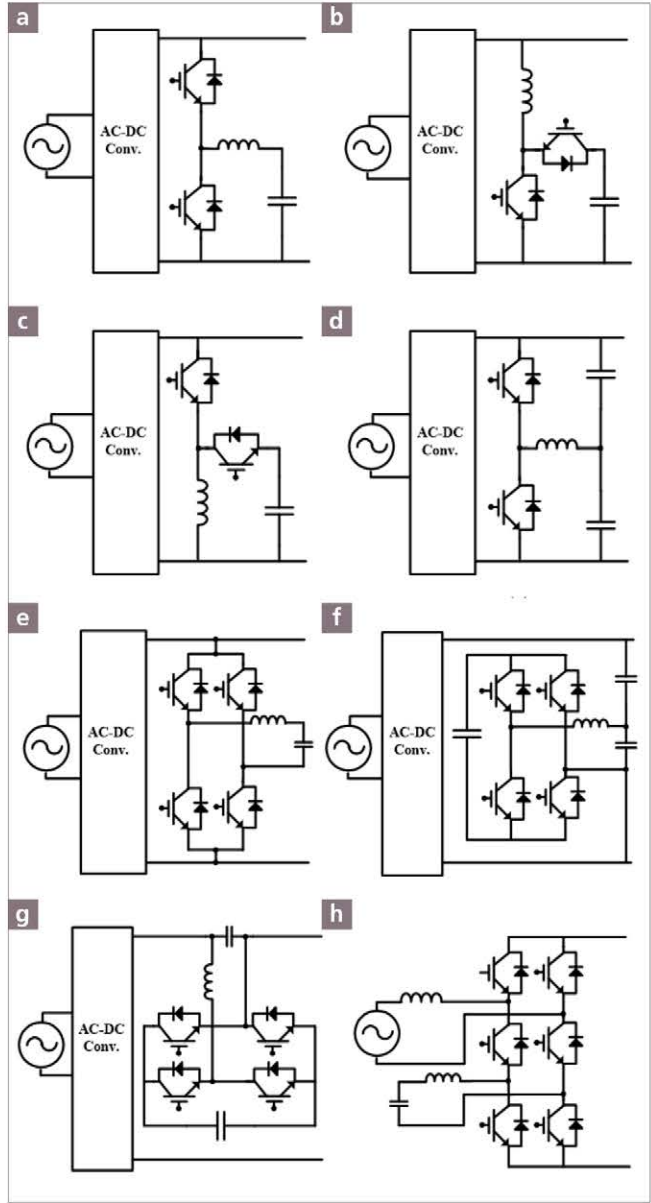 a
b
AC-DC
Conv.
AC-DC
Conv.
c
d
AC-DC
Conv.
AC-DC
Conv.
e
f
AC-DC
Conv.
AC-DC
Conv.
g
h
AC-DC
Conv.